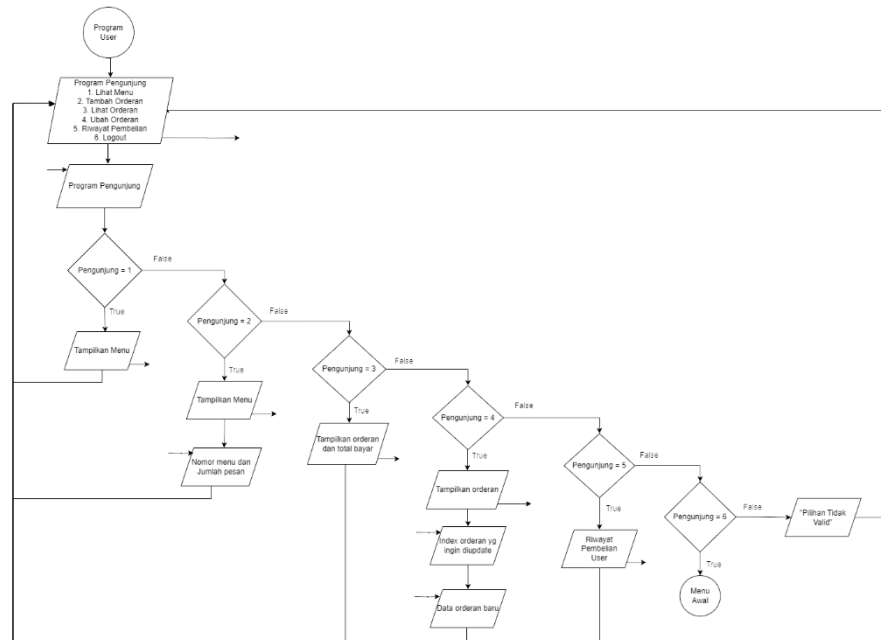 Program
User
Program Pengunjung
1. Lihat Menu
2. Tambah Orderan
3. Lihat Orderan
4. Ubah Orderan
5. Riwayat Pembelian
6. Logout
Program Pengunjung
Pengunjung = 1
False
True
Tampilkan Menu
Pengunjung = 2
False
True
Tampilkan Menu
Nomor menu dan
Jumlah pesan
Pengunjung = 3
False
True
Tampilkan orderan
dan total bayar
Pengunjung = 4
False
True
Tampilkan orderan
Index orderan yg
ingin diupdate
Data orderan baru
Pengunjung = 5
False
True
Riwayat
Pembelian
User
Pengunjung = 6
False
True
Menu
Awal
"Pilihan Tidak
Valid"